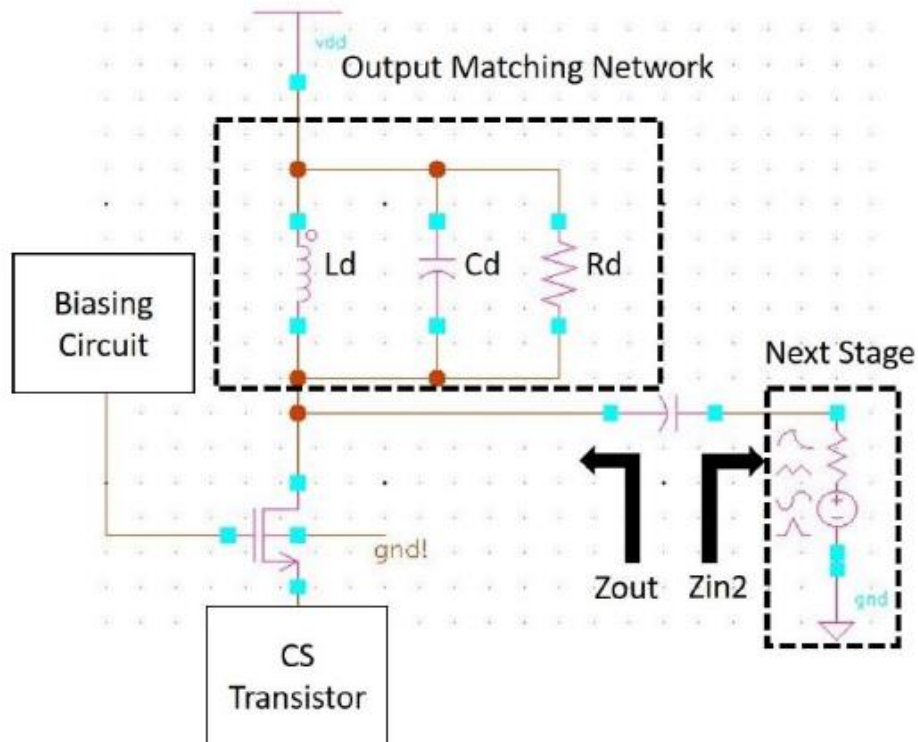 vdd
Output Matching Network
Ld
Cd
Rd
Biasing
Circuit
Next Stage
gnd!
Zout
Zin2
gnd
CS
Transistor